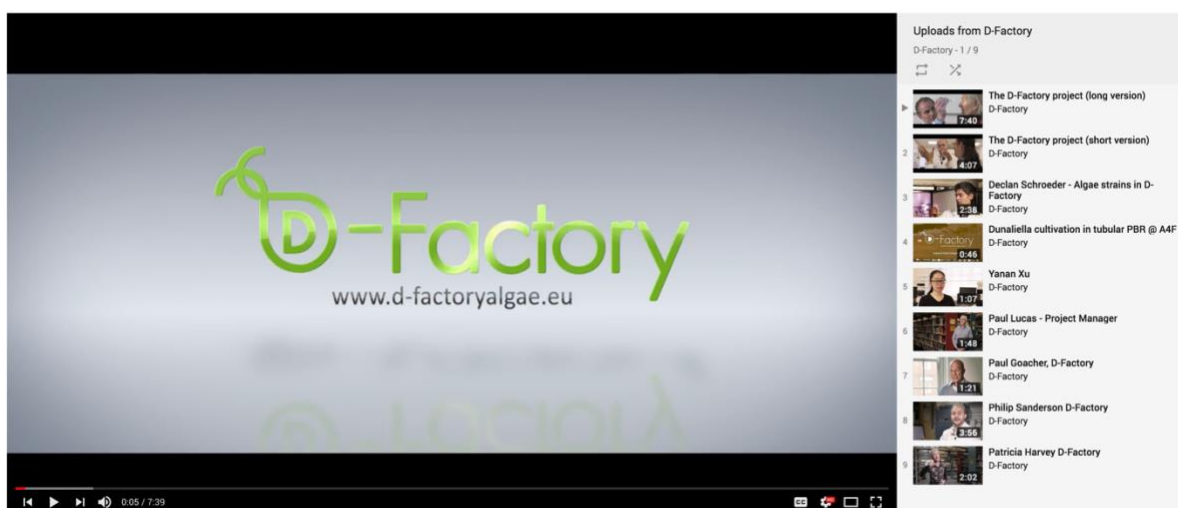 D-Factory
www.d-factoryalgae.eu
0:05 / 7:39
CC
Uploads from D-Factory
D-Factory - 1 / 9
The D-Factory project (long version)
D-Factory
7:40
2
The D-Factory project (short version)
D-Factory
4:07
3
Declan Schroeder - Algae strains in D-
Factory
D-Factory
2:38
4
Dunaliella cultivation in tubular PBR @ A4F
D-Factory
D-Factory
0:46
5
Yanan Xu
D-Factory
1:07
6
Paul Lucas - Project Manager
D-Factory
1:48
7
Paul Goacher, D-Factory
D-Factory
1:21
8
Philip Sanderson D-Factory
D-Factory
3:56
9
Patricia Harvey D-Factory
D-Factory
2:02